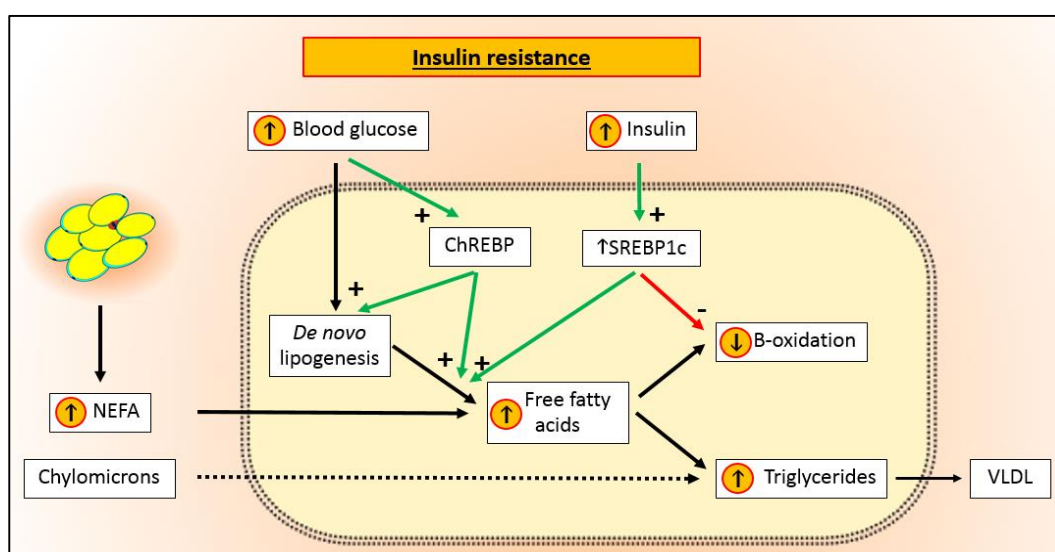 Insulin resistance
↑ Blood glucose
↑ Insulin
+
+
ChREBP
↑SREBP1c
+
-
De novo
lipogenesis
↓ B-oxidation
+
+
↑ NEFA
↑ Free fatty
acids
Chylomicrons
↑ Triglycerides
VLDL